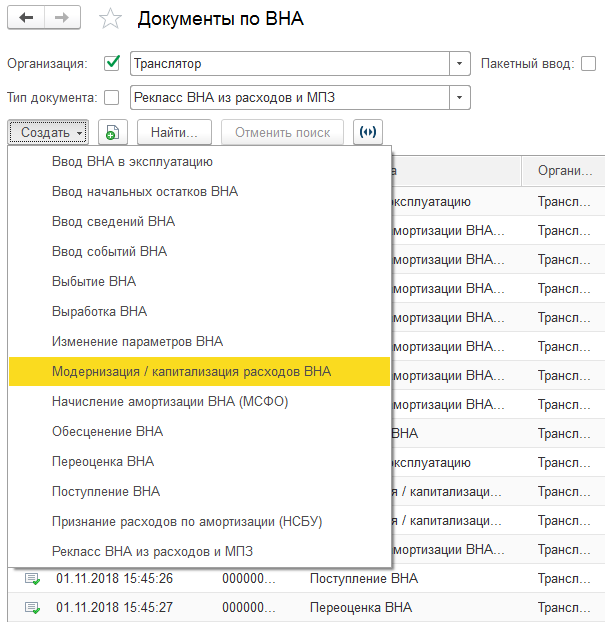 Документы по ВНА
Организация: Транслятор Пакетный ввод:
Тип документа: Рекласс ВНА из расходов и МПЗ
Создать Найти... Отменить поиск
а Органи...
Ввод ВНА в эксплуатацию
Ввод начальных остатков ВНА
ксплуатацию Трансл...
Ввод сведений ВНА
мортизации ВНА... Трансл...
Ввод событий ВНА
мортизации ВНА... Трансл...
Выбытие ВНА
мортизации ВНА... Трансл...
Выработка ВНА
мортизации ВНА... Трансл...
Изменение параметров ВНА
мортизации ВНА... Трансл...
Модернизация / капитализация расходов ВНА
мортизации ВНА... Трансл...
Начисление амортизации ВНА (МСФО)
мортизации ВНА... Трансл...
Обесценение ВНА
ВНА Трансл...
Переоценка ВНА
ксплуатацию Трансл...
Поступление ВНА
я / капитализаци... Трансл...
Признание расходов по амортизации (НСБУ)
я / капитализаци... Трансл...
Рекласс ВНА из расходов и МПЗ
мортизации ВНА... Трансл...
01.11.2018 15:45:26 000000... Поступление ВНА Трансл...
01.11.2018 15:45:27 000000... Переоценка ВНА Трансл...